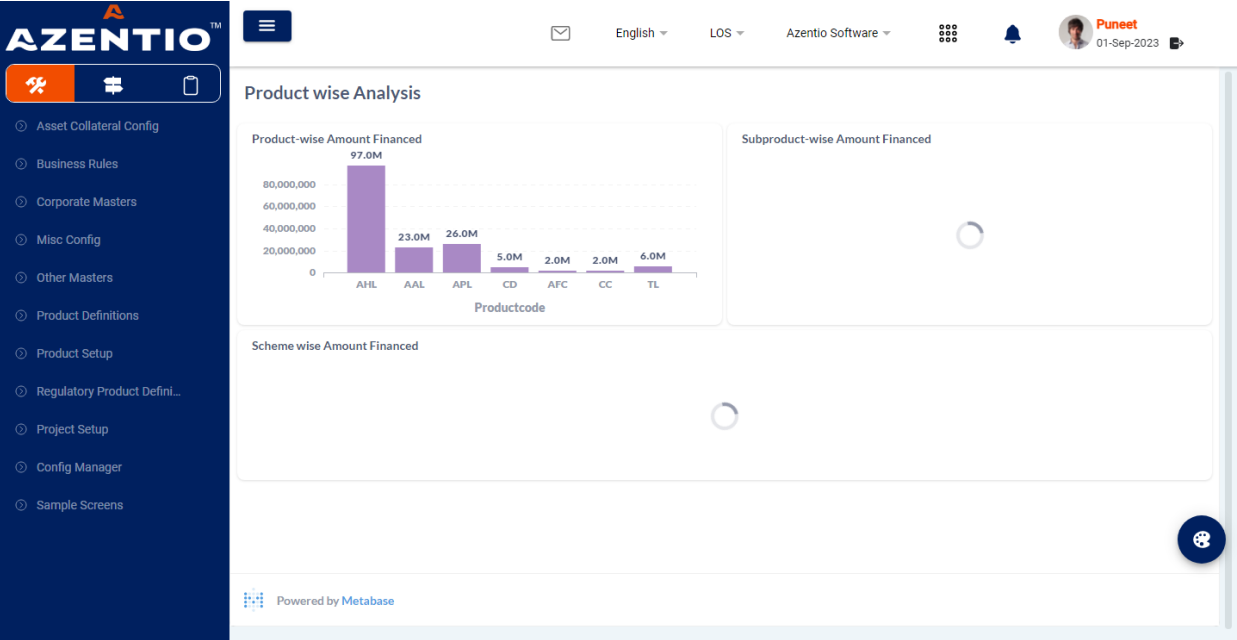 AZENTIO™
English
LOS
Azentio Software
Puneet
01-Sep-2023
Asset Collateral Config
Business Rules
Corporate Masters
Misc Config
Other Masters
Product Definitions
Product Setup
Regulatory Product Defini...
Project Setup
Config Manager
Sample Screens
Product wise Analysis
Product-wise Amount Financed
97.0M
80,000,000
60,000,000
40,000,000
20,000,000
0
23.0M
26.0M
5.0M
2.0M
2.0M
6.0M
AHL AAL APL CD AFC CC TL
Productcode
Subproduct-wise Amount Financed
Scheme wise Amount Financed
Powered by Metabase